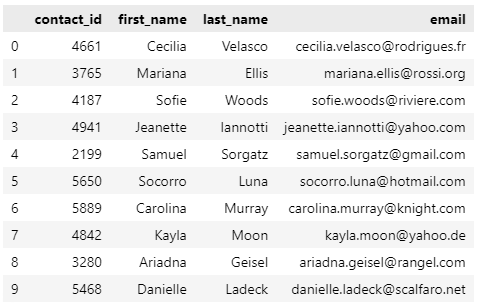 contact_id first_name last_name email
0 4661 Cecilia Velasco cecilia.velasco@rodrigues.fr
1 3765 Mariana Ellis mariana.ellis@rossi.org
2 4187 Sofie Woods sofie.woods@riviere.com
3 4941 Jeanette Iannotti jeanette.iannotti@yahoo.com
4 2199 Samuel Sorgatz samuel.sorgatz@gmail.com
5 5650 Socorro Luna socorro.luna@hotmail.com
6 5889 Carolina Murray carolina.murray@knight.com
7 4842 Kayla Moon kayla.moon@yahoo.de
8 3280 Ariadna Geisel ariadna.geisel@rangel.com
9 5468 Danielle Ladeck danielle.ladeck@scalfaro.net